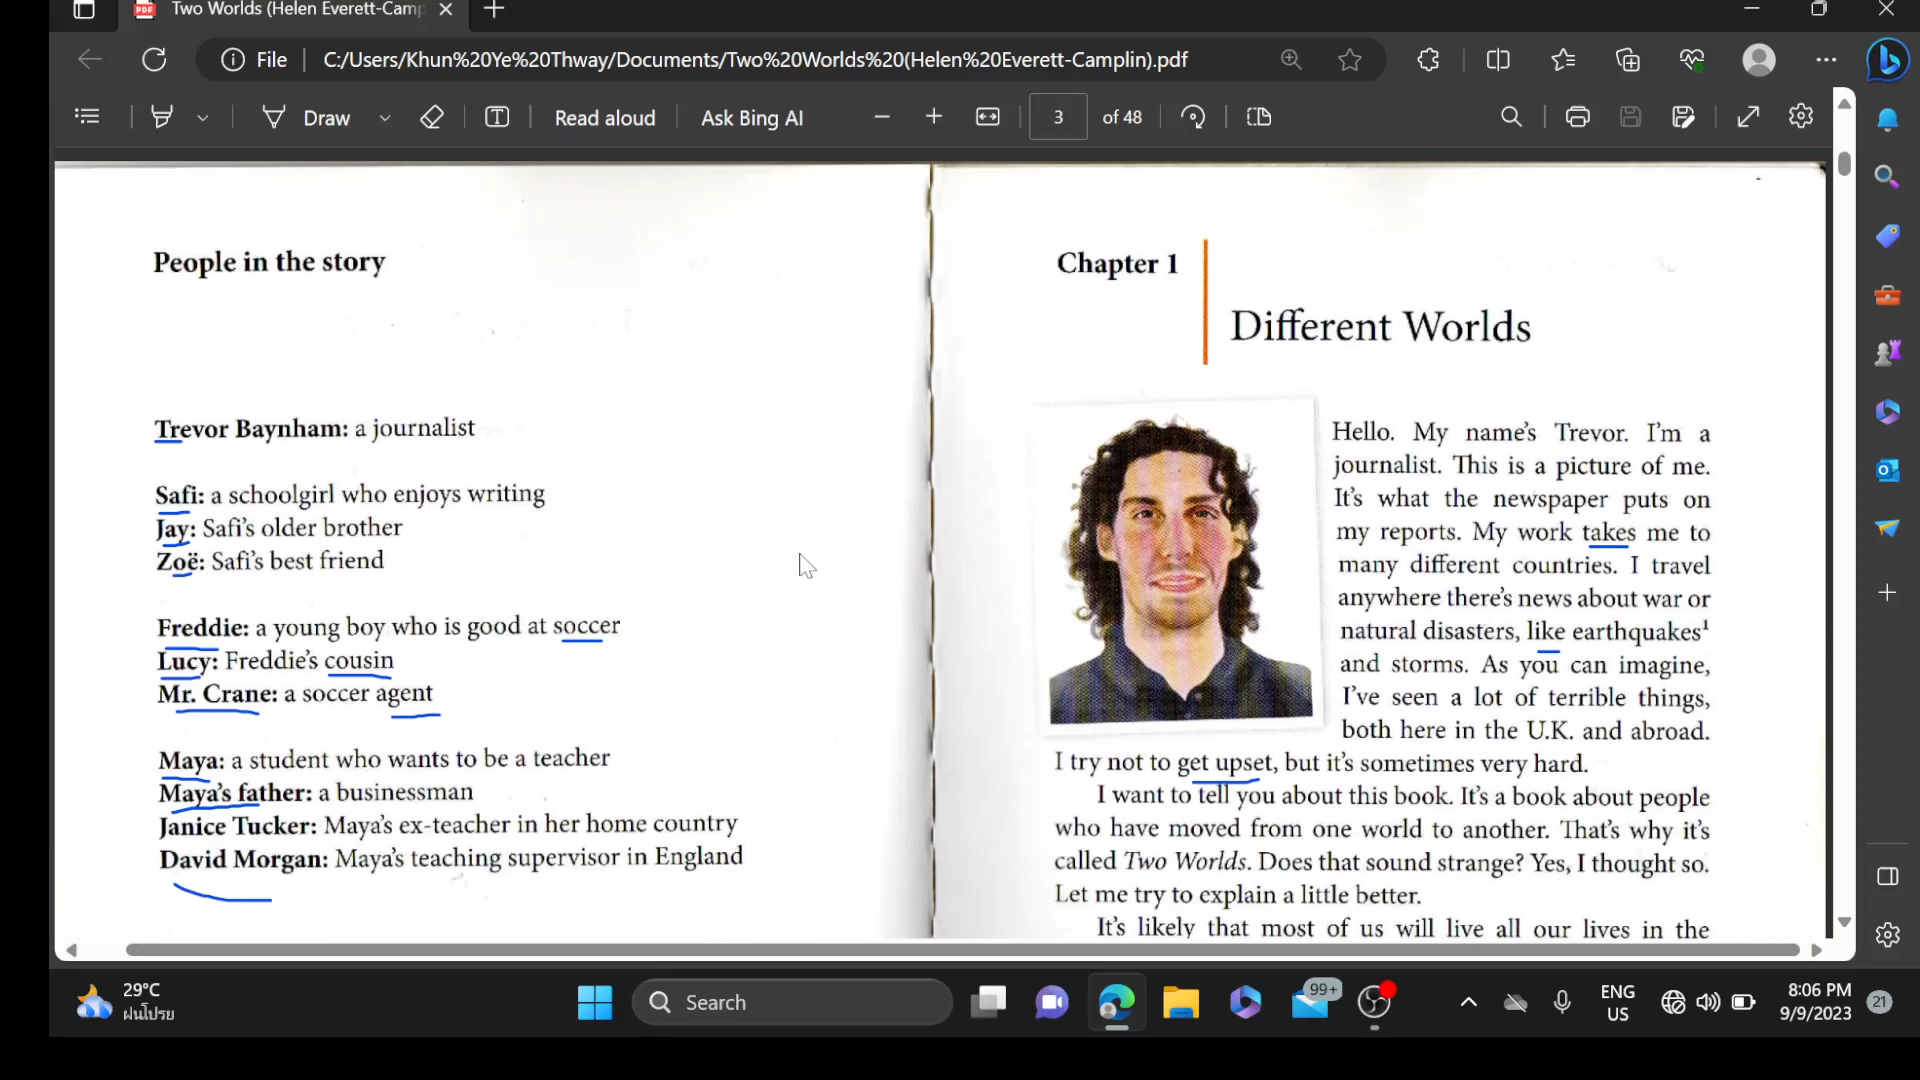 Two Worlds (Helen Everett-Camp
File
C:/Users/Khun%20Ye%20Thway/Documents/Two%20Worlds%20(Helen%20Everett-Camplin).pdf
Draw
Read aloud
Ask Bing AI
3
of 48
People in the story
Trevor Baynham: a journalist
Safi: a schoolgirl who enjoys writing
Jay: Safi's older brother
Zoë: Safi's best friend
Freddie: a young boy who is good at soccer
Lucy: Freddie's cousin
Mr. Crane: a soccer agent
Maya: a student who wants to be a teacher
Maya's father: a businessman
Janice Tucker: Maya's ex-teacher in her home country
David Morgan: Maya's teaching supervisor in England
Chapter 1
Different Worlds
Hello. My name's Trevor. I'm a
journalist. This is a picture of me.
It's what the newspaper puts on
my reports. My work takes me to
many different countries. I travel
anywhere there's news about war or
natural disasters, like earthquakes¹
and storms. As you can imagine,
I've seen a lot of terrible things,
both here in the U.K. and abroad.
I try not to get upset, but it's sometimes very hard.
I want to tell you about this book. It's a book about people
who have moved from one world to another. That's why it's
called Two Worlds. Does that sound strange? Yes, I thought so.
Let me try to explain a little better.
It's likely that most of us will live all our lives in the
29°C
ฝนโปรย
Search
99+
ENG
US
8:06 PM
9/9/2023
21